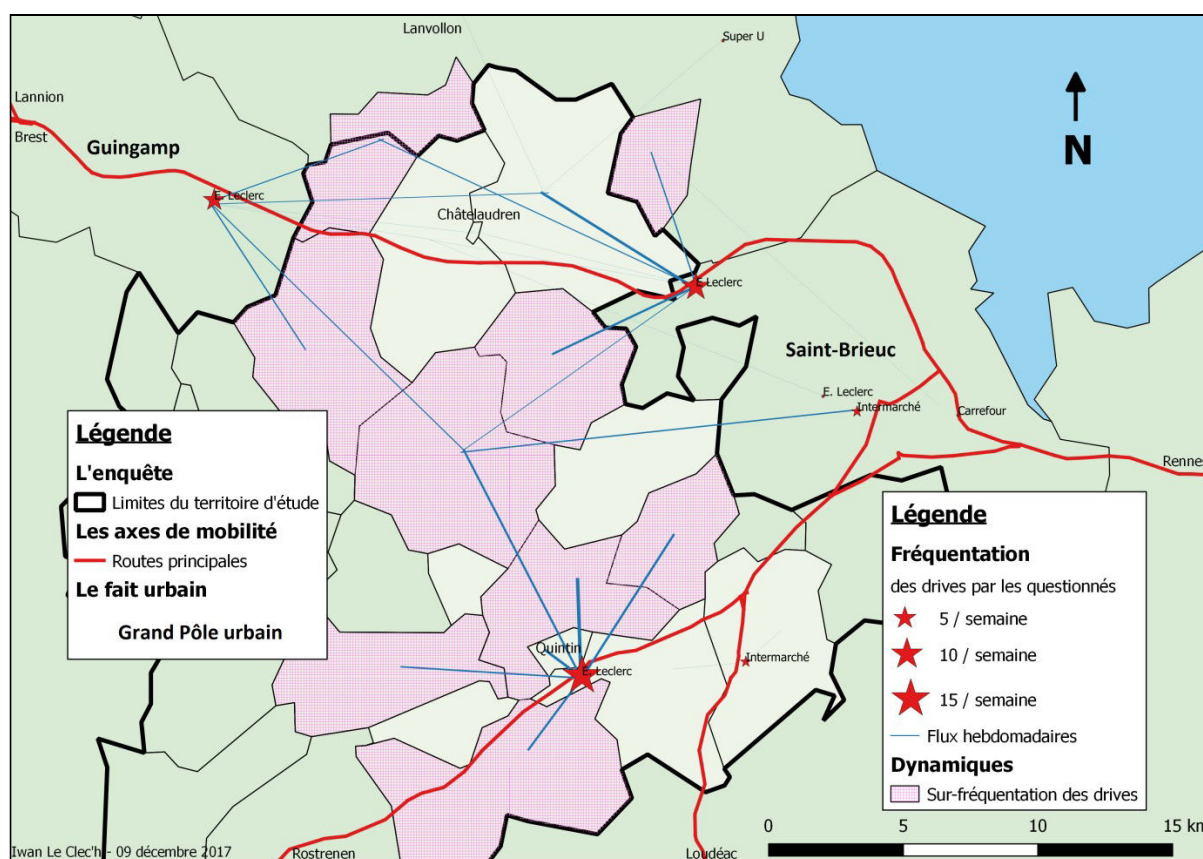 Lanvollon
Super U
Lannion
Brest
Guingamp
E. Leclerc
Châtelaudren
E Leclerc
N
Saint-Brieuc
E. Leclerc
Intermarché
Carrefour
Rennes
Légende
L'enquête
Limites du territoire d'étude
Les axes de mobilité
Routes principales
Le fait urbain
Grand Pôle urbain
Légende
Fréquentation
des drives par les questionnés
5 / semaine
10 / semaine
15 / semaine
Flux hebdomadaires
Dynamiques
Sur-fréquentation des drives
Quintin
E. Leclerc
Intermarché
0 5 10 15 km
Iwan Le Clec'h - 09 décembre 2017
Rostrenen
Loudéac